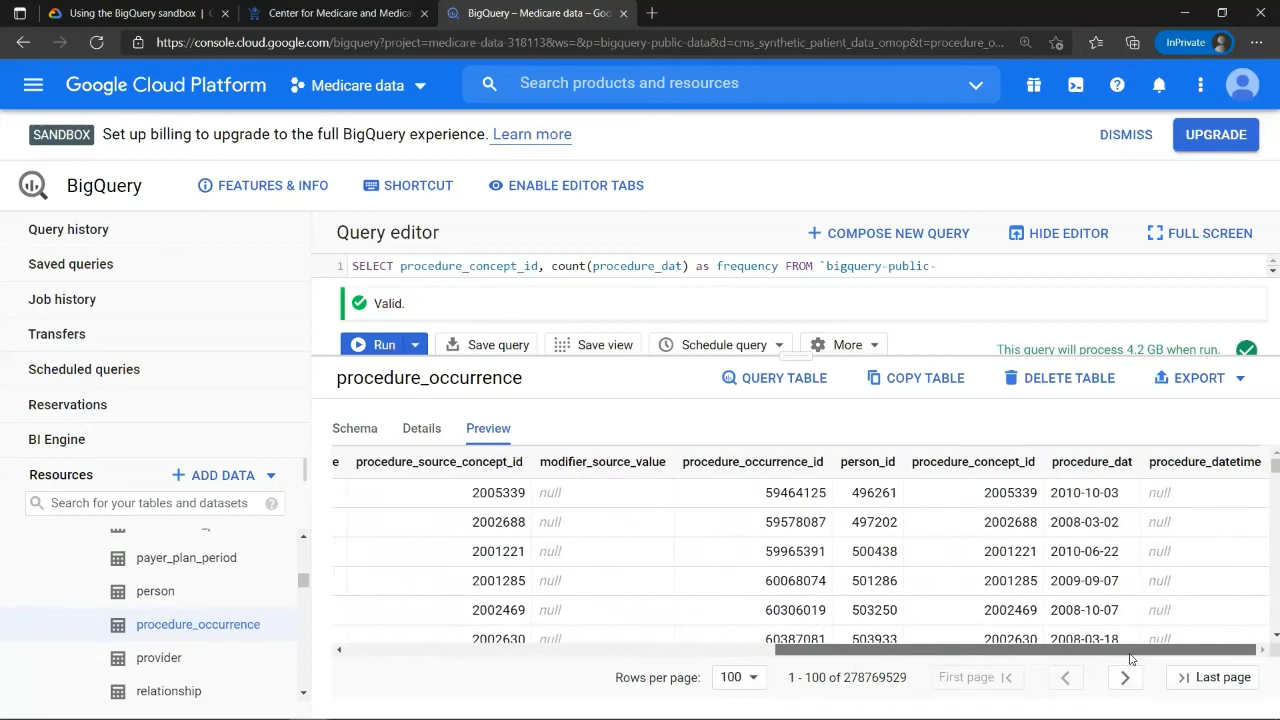 Using the BigQuery sandbox | G
Center for Medicare and Medica
BigQuery – Medicare data – Goo
https://console.cloud.google.com/bigquery?project=medicare-data-318113&ws=&p=bigquery-public-data&d=cms_synthetic_patient_data_omop&t=procedure_o...
InPrivate
Google Cloud Platform
Medicare data
Search products and resources
SANDBOX Set up billing to upgrade to the full BigQuery experience. Learn more
DISMISS
UPGRADE
BigQuery
FEATURES & INFO
SHORTCUT
ENABLE EDITOR TABS
Query history
Saved queries
Job history
Transfers
Scheduled queries
Reservations
BI Engine
Resources
ADD DATA
Search for your tables and datasets
payer_plan_period
person
procedure_occurrence
provider
relationship
Query editor
COMPOSE NEW QUERY
HIDE EDITOR
FULL SCREEN
1 SELECT procedure_concept_id, count(procedure_dat) as frequency FROM `bigquery-public-
Valid.
Run
Save query
Save view
Schedule query
More
This query will process 4.2 GB when run.
procedure_occurrence
QUERY TABLE
COPY TABLE
DELETE TABLE
EXPORT
Schema
Details
Preview
e procedure_source_concept_id modifier_source_value procedure_occurrence_id person_id procedure_concept_id procedure_dat procedure_datetime
2005339 null 59464125 496261 2005339 2010-10-03 null
2002688 null 59578087 497202 2002688 2008-03-02 null
2001221 null 59965391 500438 2001221 2010-06-22 null
2001285 null 60068074 501286 2001285 2009-09-07 null
2002469 null 60306019 503250 2002469 2008-10-07 null
2002630 null 60387081 503933 2002630 2008-03-18 null
Rows per page: 100 1 - 100 of 278769529 First page Last page